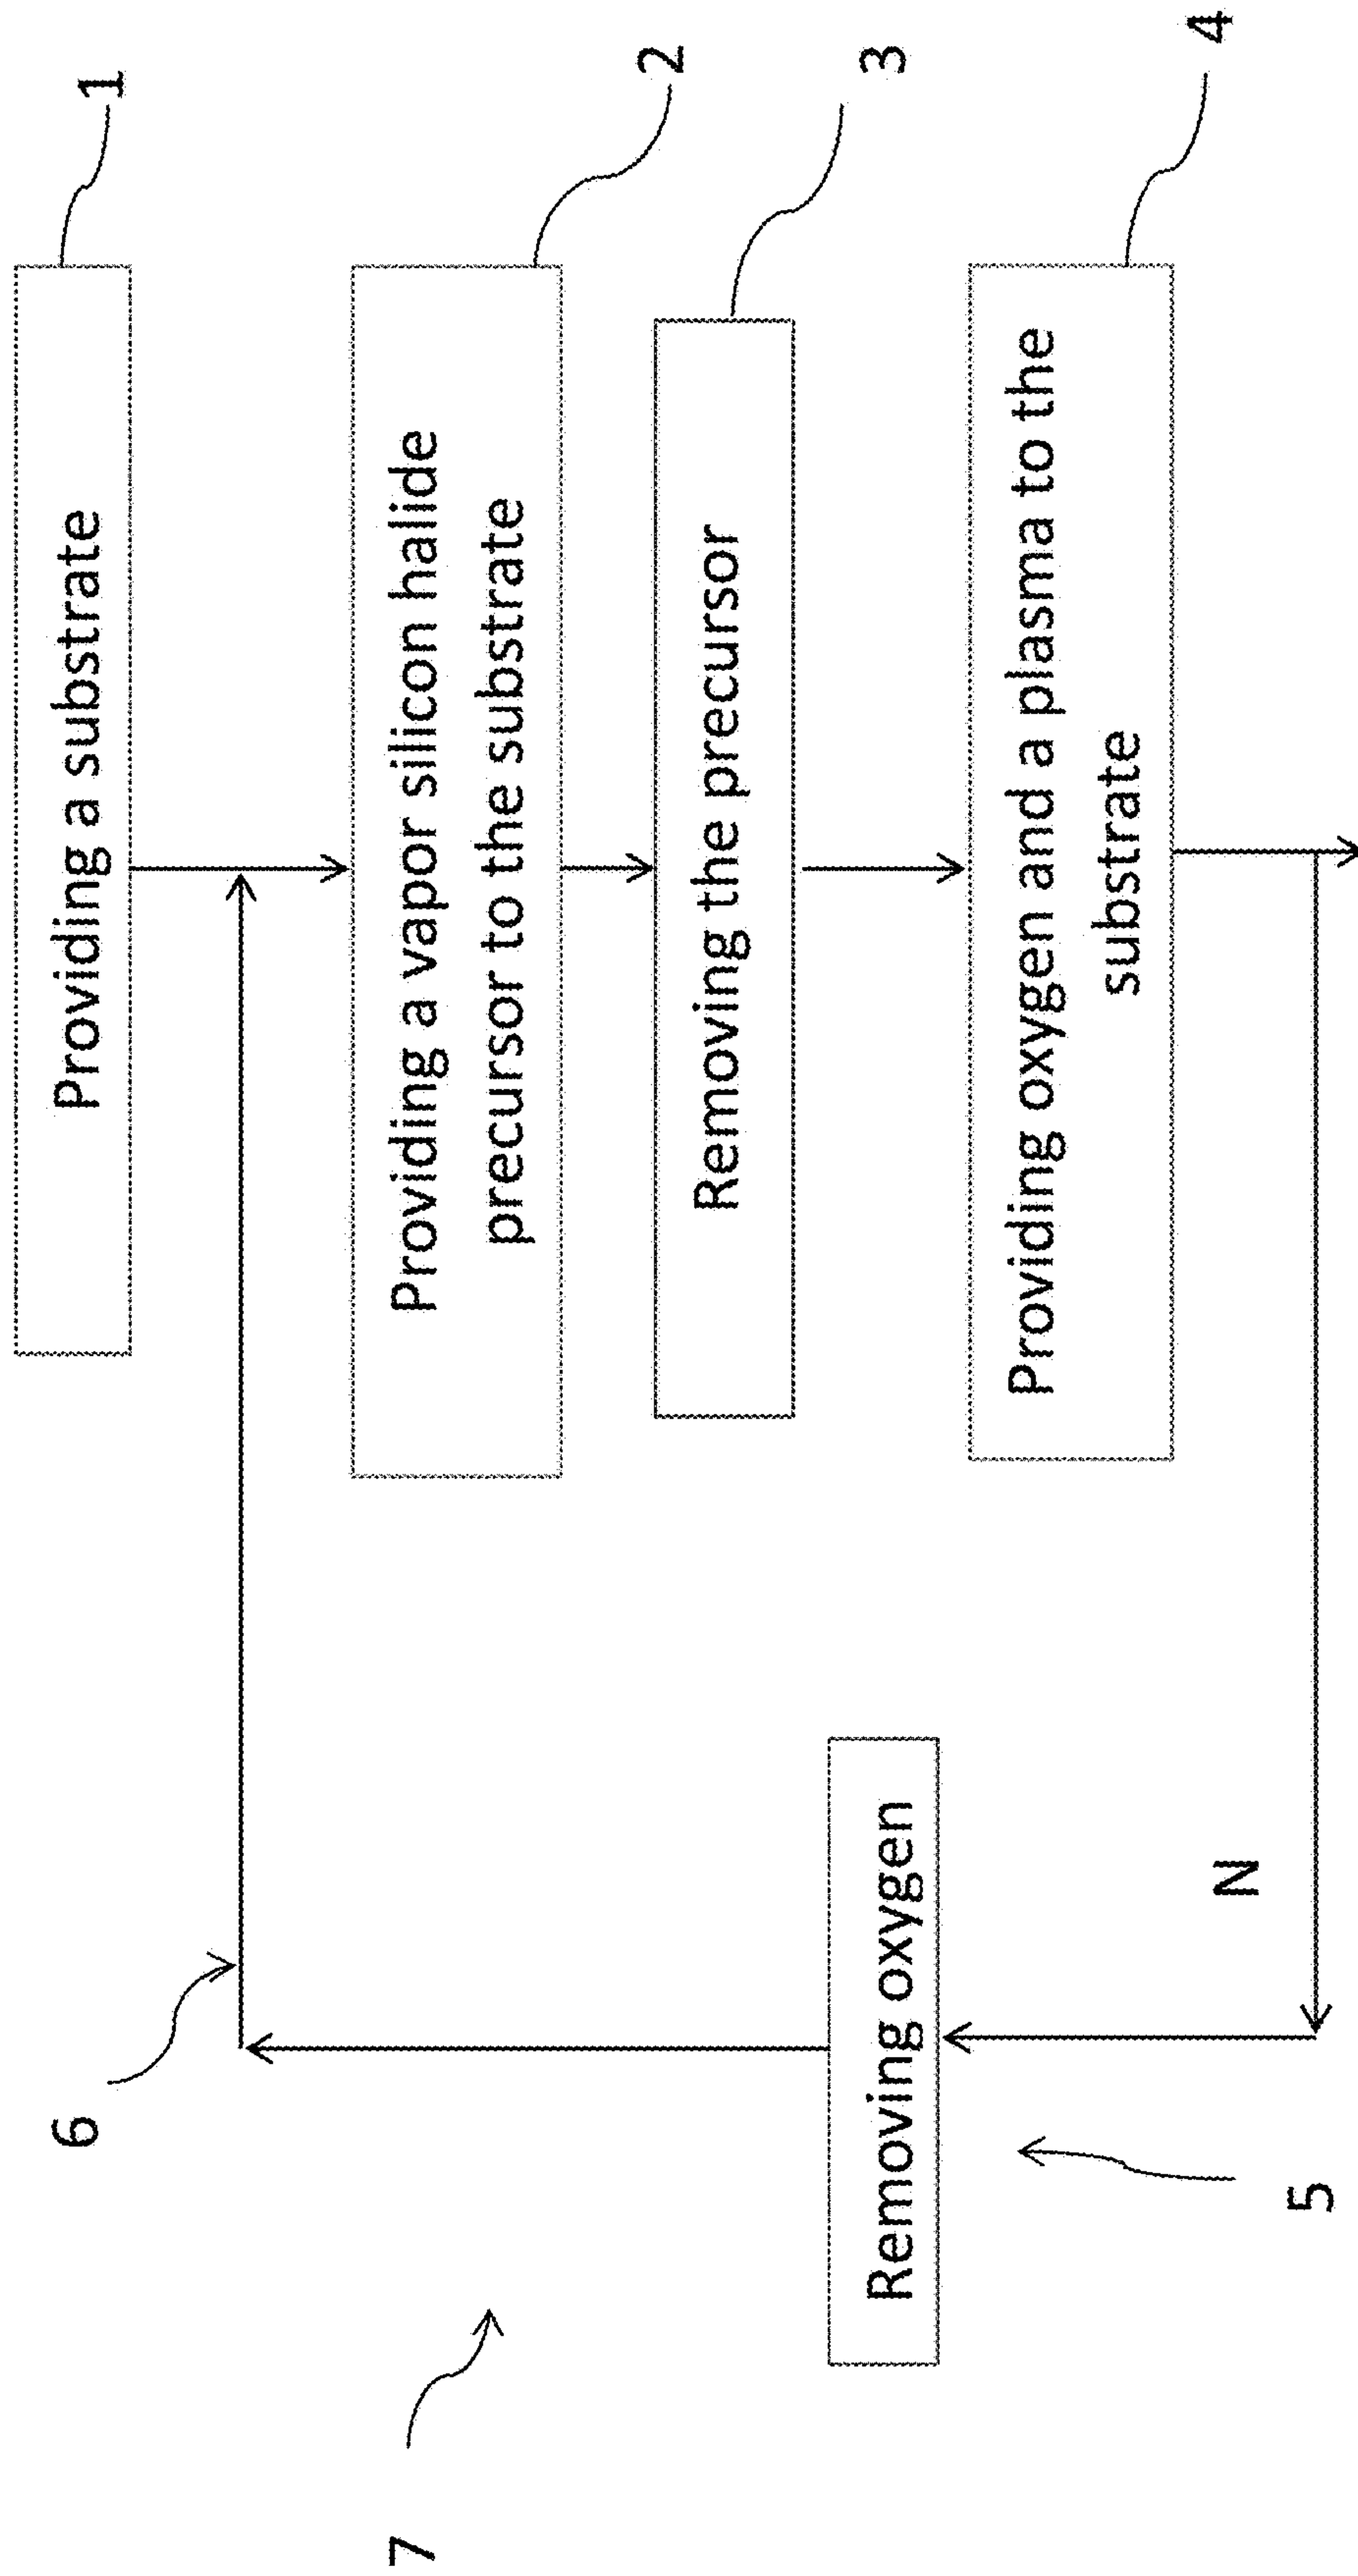 Providing a substrate
1
6
Providing a vapor silicon halide
precursor to the substrate
2
Removing the precursor
3
7
Removing oxygen
Providing oxygen and a plasma to the
substrate
4
5
N